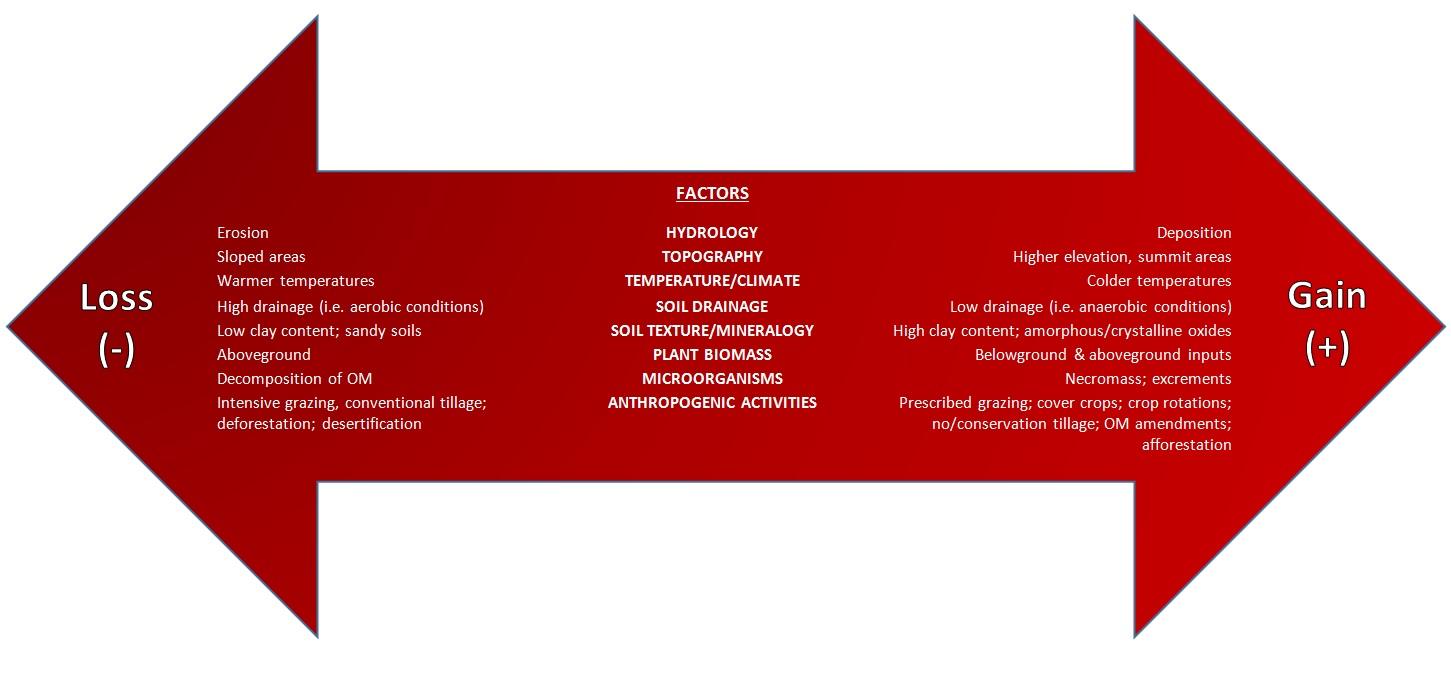 FACTORS
Erosion HYDROLOGY Deposition
Sloped areas TOPOGRAPHY Higher elevation, summit areas
Warmer temperatures TEMPERATURE/CLIMATE Colder temperatures
High drainage (i.e. aerobic conditions) SOIL DRAINAGE Low drainage (i.e. anaerobic conditions)
Low clay content; sandy soils SOIL TEXTURE/MINERALOGY High clay content; amorphous/crystalline oxides
Aboveground PLANT BIOMASS Belowground & aboveground inputs
Decomposition of OM MICROORGANISMS Necromass; excrements
Intensive grazing, conventional tillage; ANTHROPOGENIC ACTIVITIES Prescribed grazing; cover crops; crop rotations;
deforestation; desertification no/conservation tillage; OM amendments;
afforestation
Loss
(-)
Gain
(+)